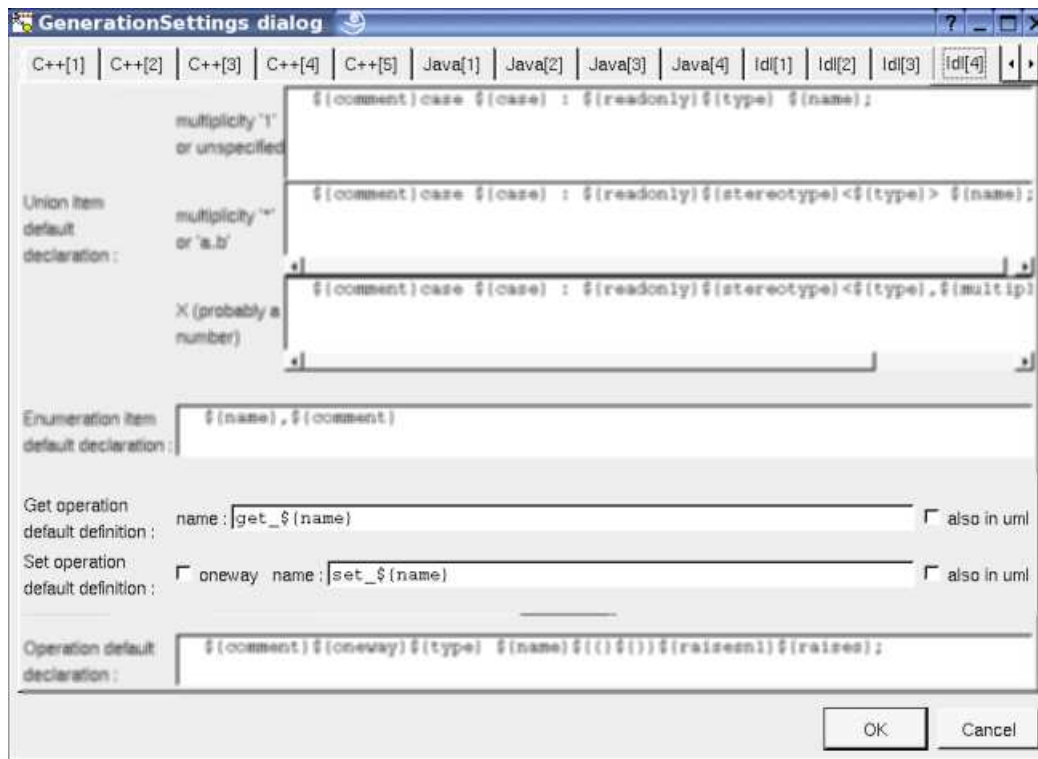 GenerationSettings dialog
C++[1] C++[2] C++[3] C++[4] C++[5] Java[1] Java[2] Java[3] Java[4] Idl[1] Idl[2] Idl[3] Idl[4]
${comment}case ${case} : ${readonly}${type} ${name};
multiplicity '1'
or unspecified
Union item
default
declaration :
${comment}case ${case} : ${readonly}${stereotype}<${type}> ${name};
multiplicity '*'
or 'a..b'
${comment}case ${case} : ${readonly}${stereotype}<${type},${multipl
X (probably a
number)
Enumeration item
default declaration :
${name},${comment}
Get operation
default definition :
name : get_${name}
also in uml
Set operation
default definition :
oneway name : set_${name}
also in uml
Operation default
declaration :
${comment}${oneway}${type} ${name}${(}${)}${raisesnl}${raises};
OK Cancel